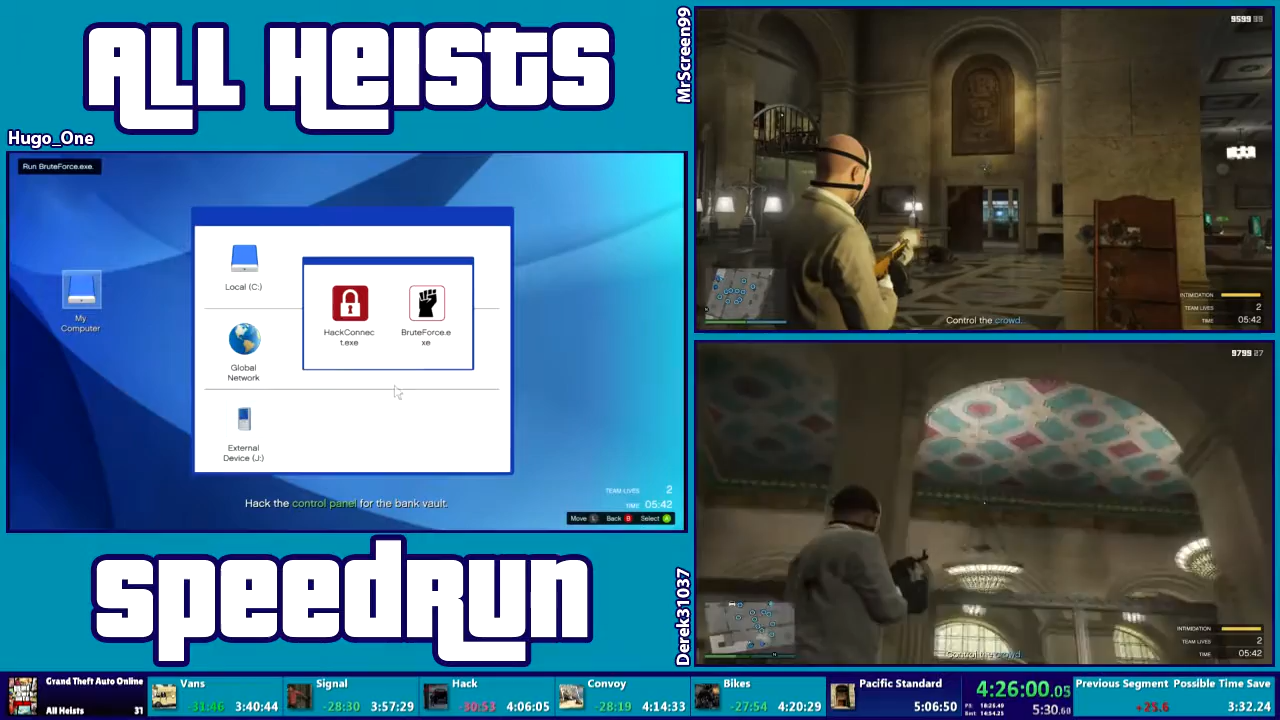 ALL HEISTS
Hugo_One
Run BruteForce.exe.
My
Computer
Local (C:)
Global
Network
External
Device (J:)
HackConnec
t.exe
BruteForce.e
xe
TEAM LIVES 2
TIME 05:42
Hack the control panel for the bank vault.
Move L Back B Select A
SPEEDRUN
MrScreen99
9599
INTIMIDATION
TEAM LIVES 2
TIME 05:42
Control the crowd.
Derek31037
9799 07
INTIMIDATION
TEAM LIVES 2
TIME 05:42
Control the crowd.
Grand Theft Auto Online
All Heists 31
Vans
-31:46 3:40:44
Signal
-28:30 3:57:29
Hack
-30:53 4:06:05
Convoy
-28:19 4:14:33
Bikes
-27:54 4:20:29
Pacific Standard
5:06:50
4:26:00.05
5:30.60
Previous Segment
+25.6
Possible Time Save
3:32.24